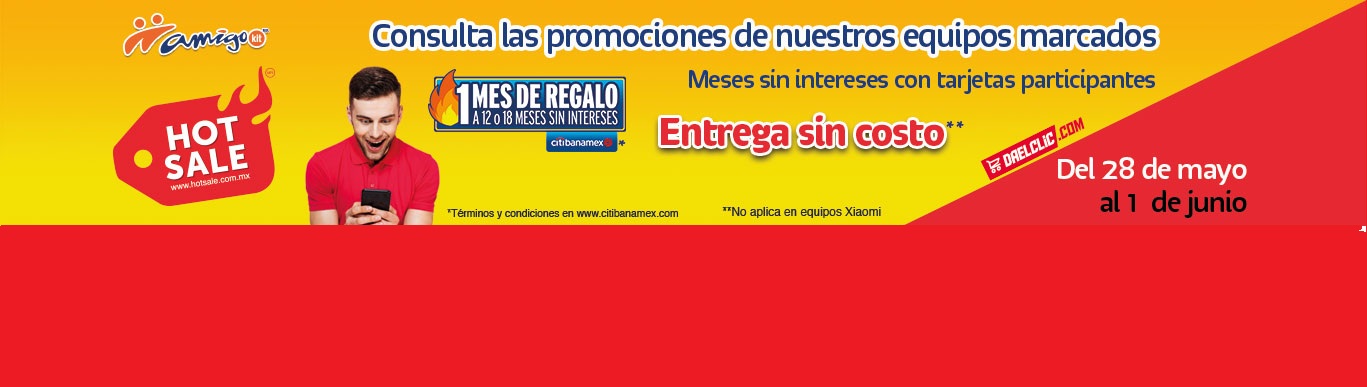 amigo kit
Consulta las promociones de nuestros equipos marcados
Meses sin intereses con tarjetas participantes
HOT
SALE
www.hotsale.com.mx
1 MES DE REGALO
A 12 o 18 MESES SIN INTERESES
citibanamex *
Entrega sin costo**
DAELCLIC.COM
Del 28 de mayo
al 1 de junio
*Términos y condiciones en www.citibanamex.com
**No aplica en equipos Xiaomi